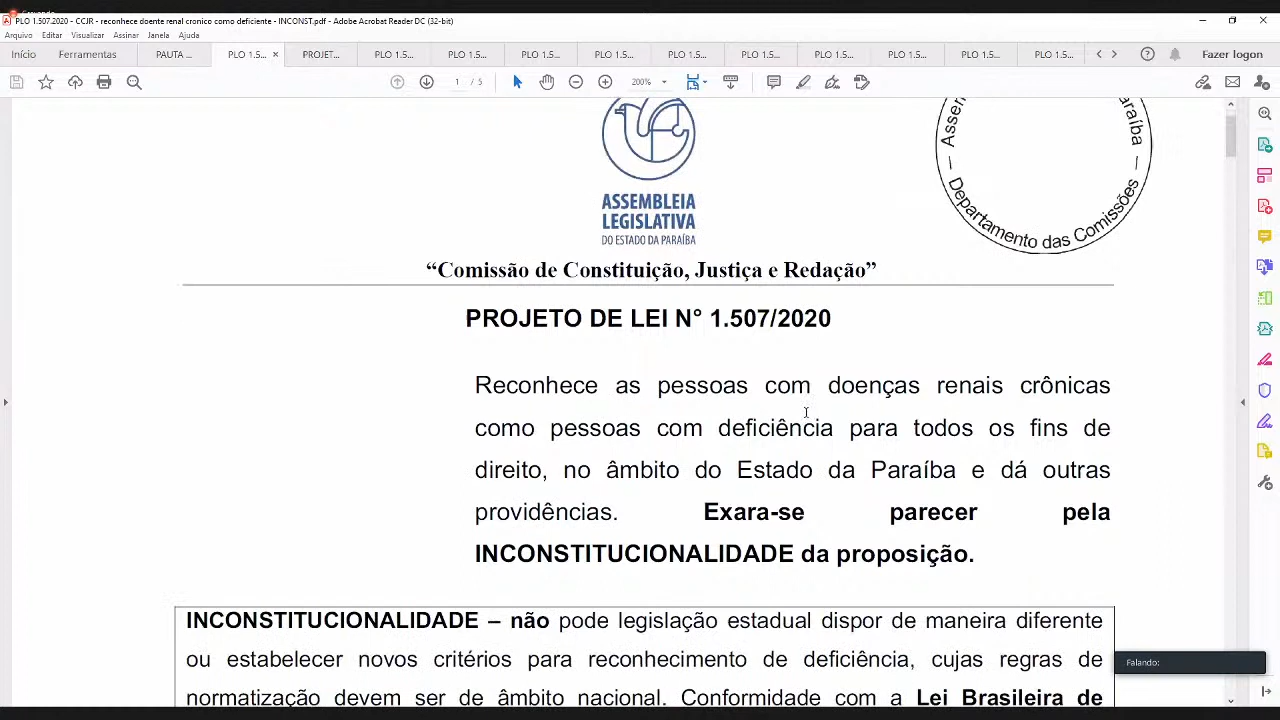 PLO 1.507.2020 - CCJR - reconhece doente renal cronico como deficiente - INCONST.pdf - Adobe Acrobat Reader DC (32-bit)
Arquivo Editar Visualizar Assinar Janela Ajuda
Início Ferramentas PAUTA ... PLO 1.5... × PROJET... PLO 1.5... PLO 1.5... PLO 1.5... PLO 1.5... PLO 1.5... PLO 1.5... PLO 1.5... PLO 1.5... PLO 1.5... PLO 1.5... Fazer logon
1 / 5 200%
ASSEMBLEIA
LEGISLATIVA
DO ESTADO DA PARAÍBA
Assem araíba
— Departamento das Comissões —
“Comissão de Constituição, Justiça e Redação”
PROJETO DE LEI N° 1.507/2020
Reconhece as pessoas com doenças renais crônicas
como pessoas com deficiência para todos os fins de
direito, no âmbito do Estado da Paraíba e dá outras
providências. Exara-se parecer pela
INCONSTITUCIONALIDADE da proposição.
INCONSTITUCIONALIDADE – não pode legislação estadual dispor de maneira diferente
ou estabelecer novos critérios para reconhecimento de deficiência, cujas regras de
normatização devem ser de âmbito nacional. Conformidade com a Lei Brasileira de
Falando: